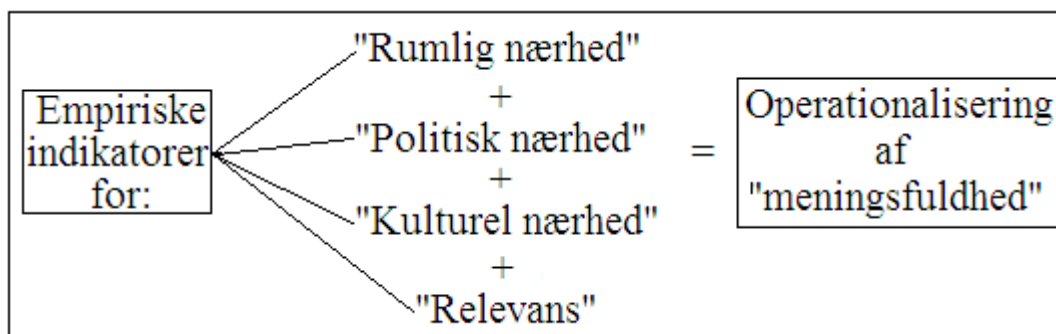 Empiriske
indikatorer
for:
"Rumlig nærhed"
+
"Politisk nærhed"
+
"Kulturel nærhed"
+
"Relevans"
=
Operationalisering
af
"meningsfuldhed"